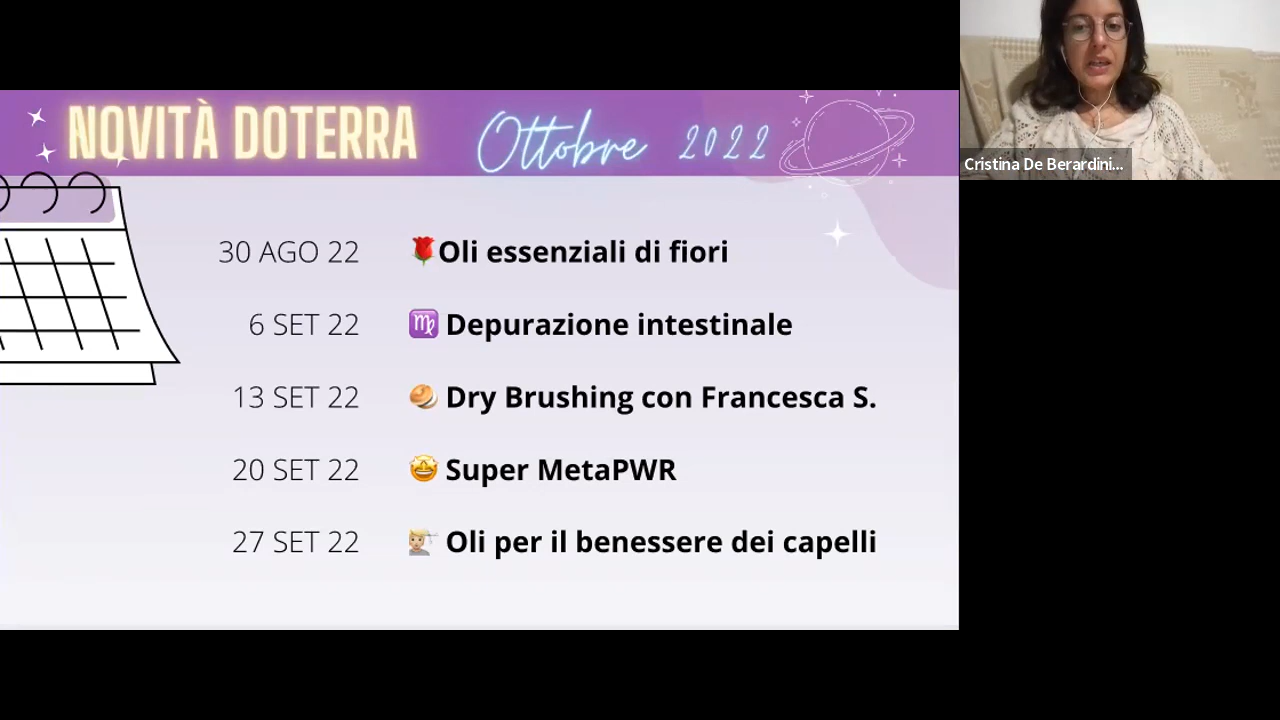 NOVITÀ DOTERRA Ottobre 2022
Cristina De Berardini...
30 AGO 22 🌹Oli essenziali di fiori
6 SET 22 ♍ Depurazione intestinale
13 SET 22 Dry Brushing con Francesca S.
20 SET 22 🤩 Super MetaPWR
27 SET 22 Oli per il benessere dei capelli